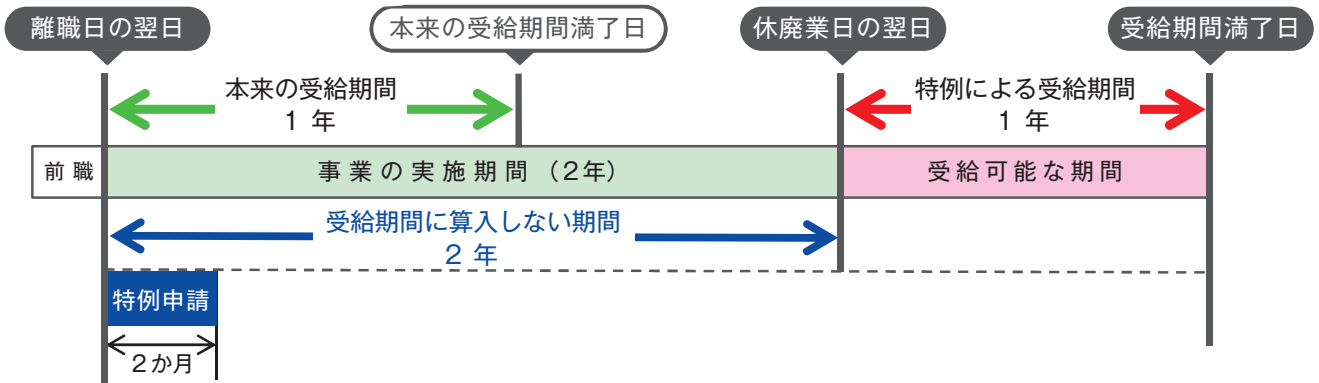 離職日の翌日
本来の受給期間満了日
休廃業日の翌日
受給期間満了日
本来の受給期間
1 年
特例による受給期間
1 年
前職
事業の実施期間(2年)
受給可能な期間
受給期間に算入しない期間
2 年
特例申請
2か月